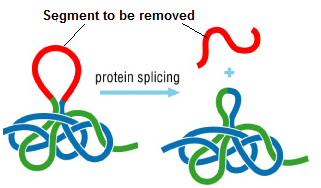 Segment to be removed
protein splicing
+